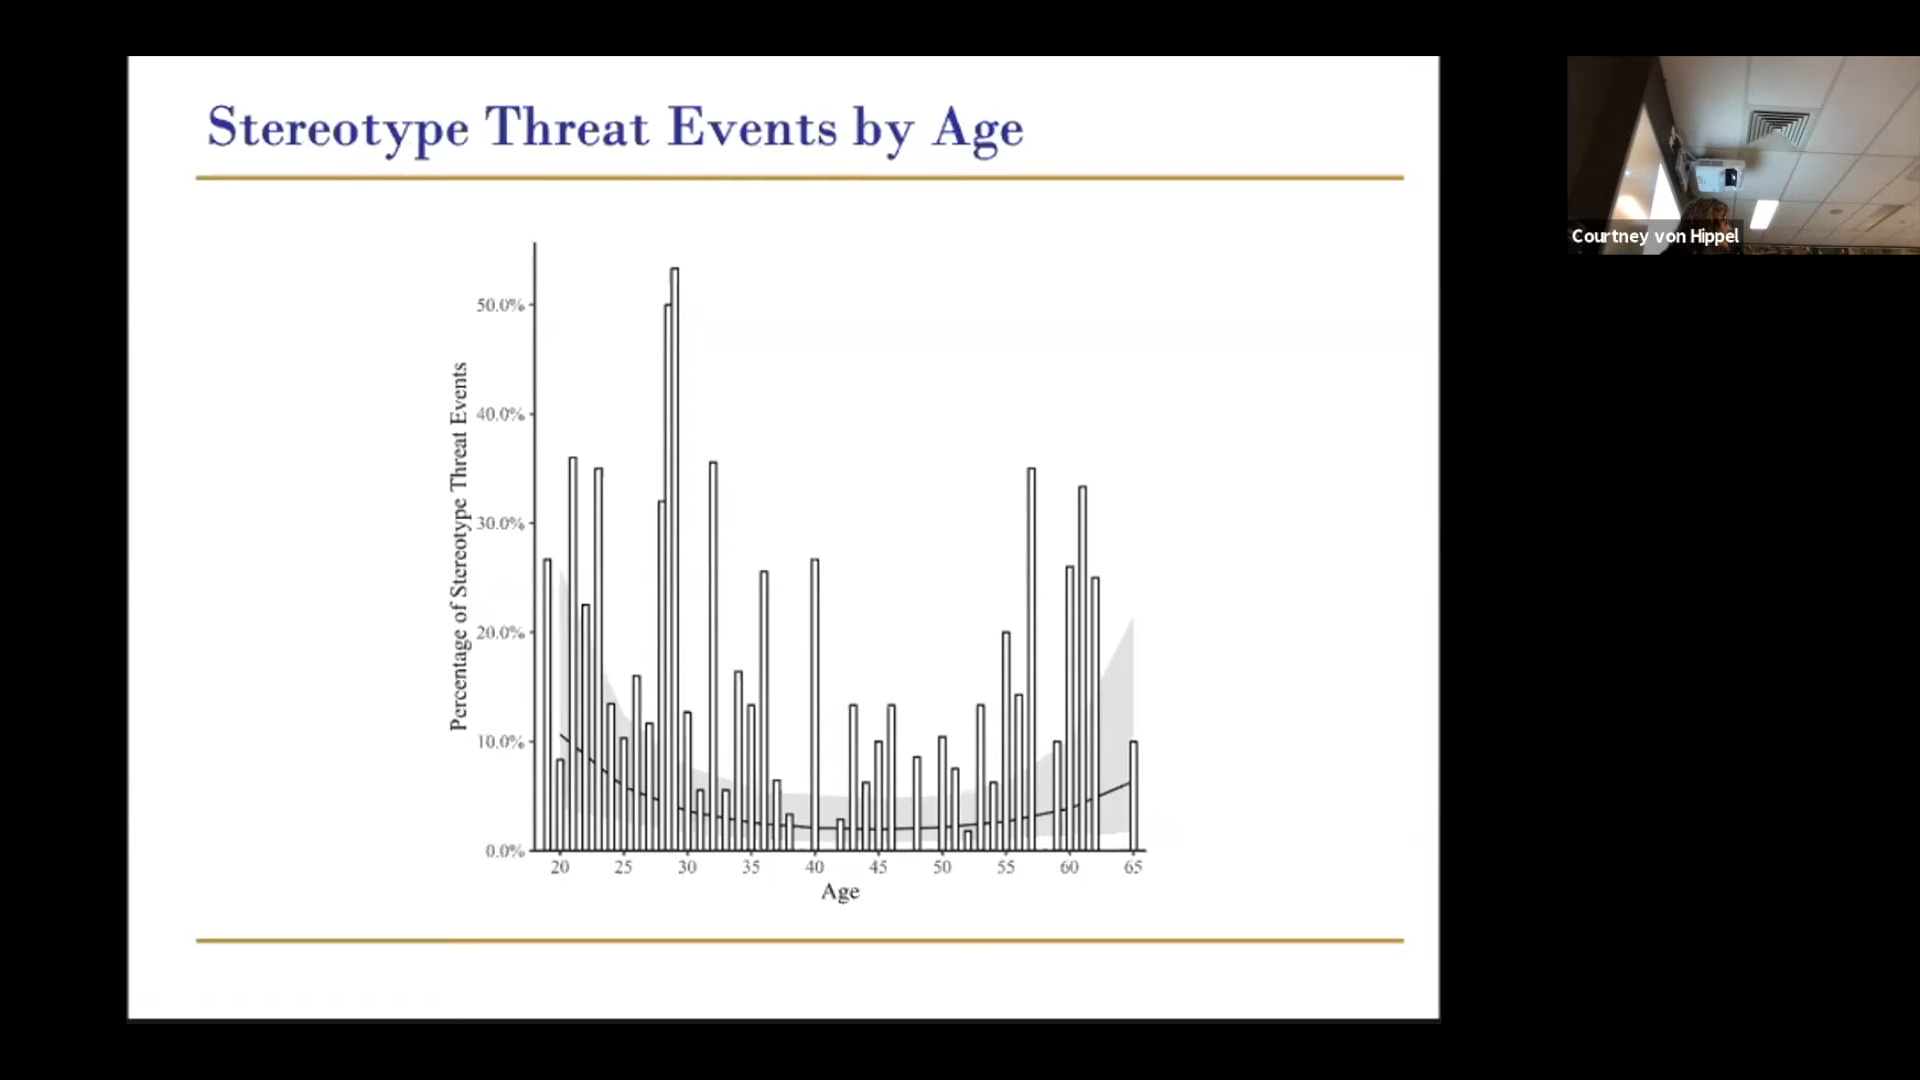 Stereotype Threat Events by Age
Courtney von Hippel
Percentage of Stereotype Threat Events
50.0%
40.0%
30.0%
20.0%
10.0%
0.0%
20 25 30 35 40 45 50 55 60 65
Age